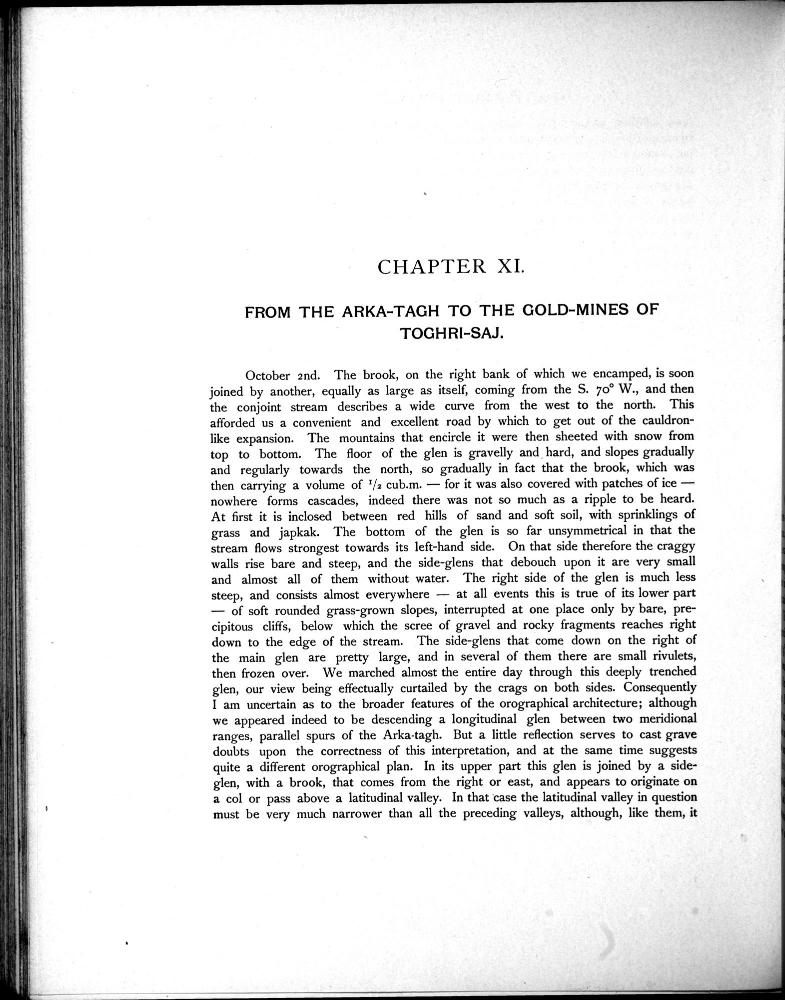 CHAPTER XI.
FROM THE ARKA-TAGH TO THE GOLD-MINES OF
TOGHRI-SAJ.
October 2nd. The brook, on the right bank of which we encamped, is soon
joined by another, equally as large as itself, coming from the S. 70° W., and then
the conjoint stream describes a wide curve from the west to the north. This
afforded us a convenient and excellent road by which to get out of the cauldron-
like expansion. The mountains that encircle it were then sheeted with snow from
top to bottom. The floor of the glen is gravelly and hard, and slopes gradually
and regularly towards the north, so gradually in fact that the brook, which was
then carrying a volume of 1/2 cub.m. — for it was also covered with patches of ice —
nowhere forms cascades, indeed there was not so much as a ripple to be heard.
At first it is inclosed between red hills of sand and soft soil, with sprinklings of
grass and japkak. The bottom of the glen is so far unsymmetrical in that the
stream flows strongest towards its left-hand side. On that side therefore the craggy
walls rise bare and steep, and the side-glens that debouch upon it are very small
and almost all of them without water. The right side of the glen is much less
steep, and consists almost everywhere — at all events this is true of its lower part
— of soft rounded grass-grown slopes, interrupted at one place only by bare, pre-
cipitous cliffs, below which the scree of gravel and rocky fragments reaches right
down to the edge of the stream. The side-glens that come down on the right of
the main glen are pretty large, and in several of them there are small rivulets,
then frozen over. We marched almost the entire day through this deeply trenched
glen, our view being effectually curtailed by the crags on both sides. Consequently
I am uncertain as to the broader features of the orographical architecture; although
we appeared indeed to be descending a longitudinal glen between two meridional
ranges, parallel spurs of the Arka-tagh. But a little reflection serves to cast grave
doubts upon the correctness of this interpretation, and at the same time suggests
quite a different orographical plan. In its upper part this glen is joined by a side-
glen, with a brook, that comes from the right or east, and appears to originate on
a col or pass above a latitudinal valley. In that case the latitudinal valley in question
must be very much narrower than all the preceding valleys, although, like them, it